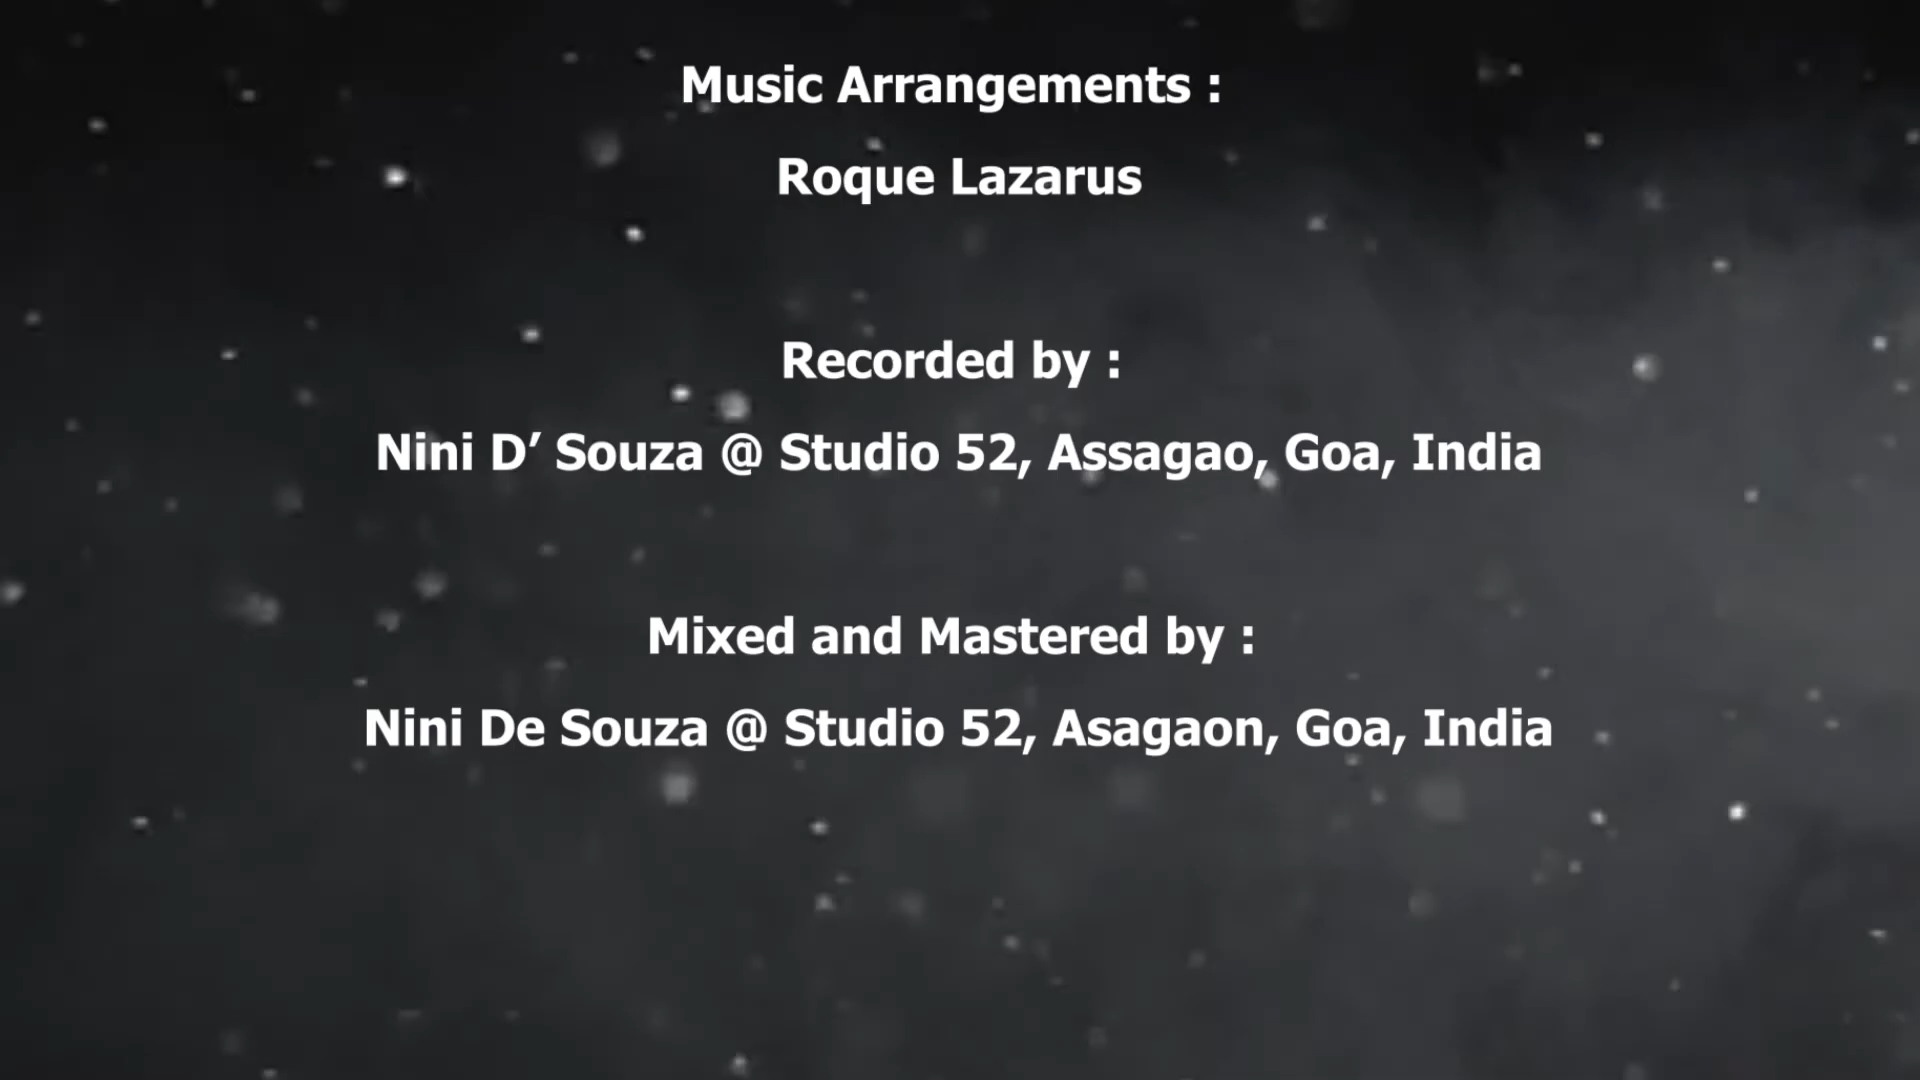 Music Arrangements :
Roque Lazarus
Recorded by :
Nini D’ Souza @ Studio 52, Assagao, Goa, India
Mixed and Mastered by :
Nini De Souza @ Studio 52, Asagaon, Goa, India